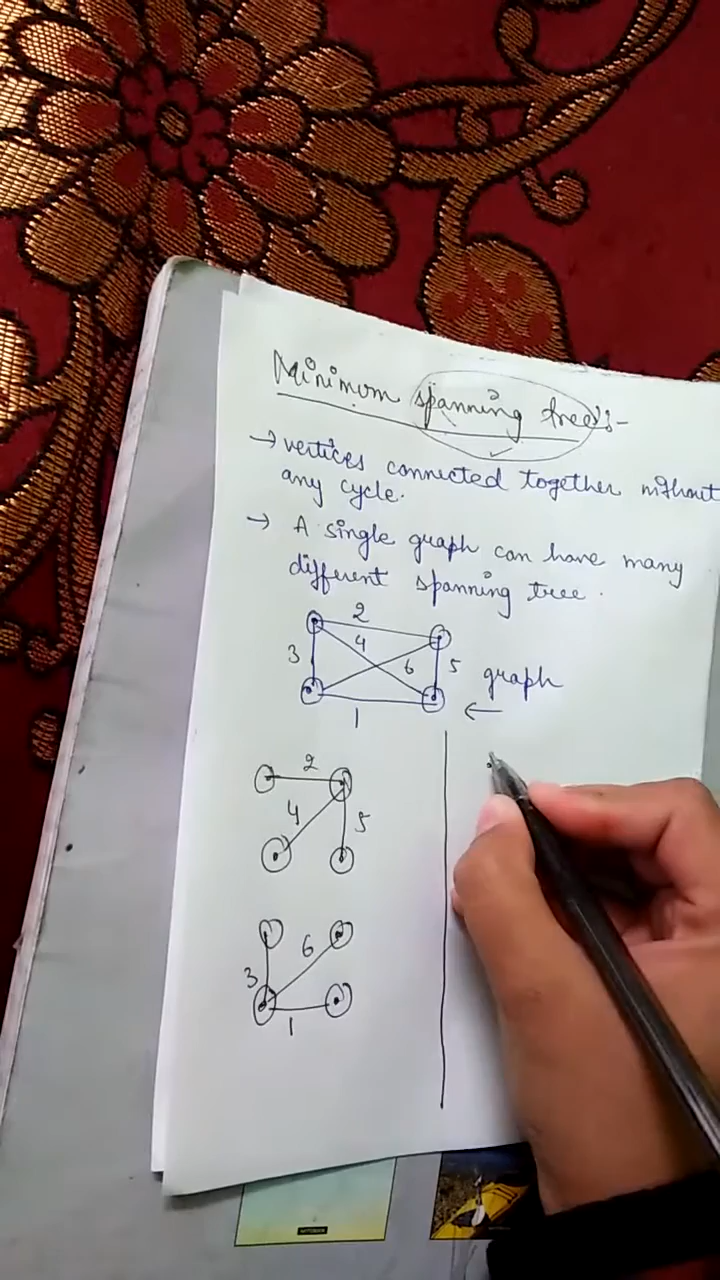 Minimum spanning tree's:-
→ vertices connected together without
any cycle.
→ A single graph can have many
different spanning tree.
2
3 4 6 5
graph
←
1
2
4 5
6
3
1